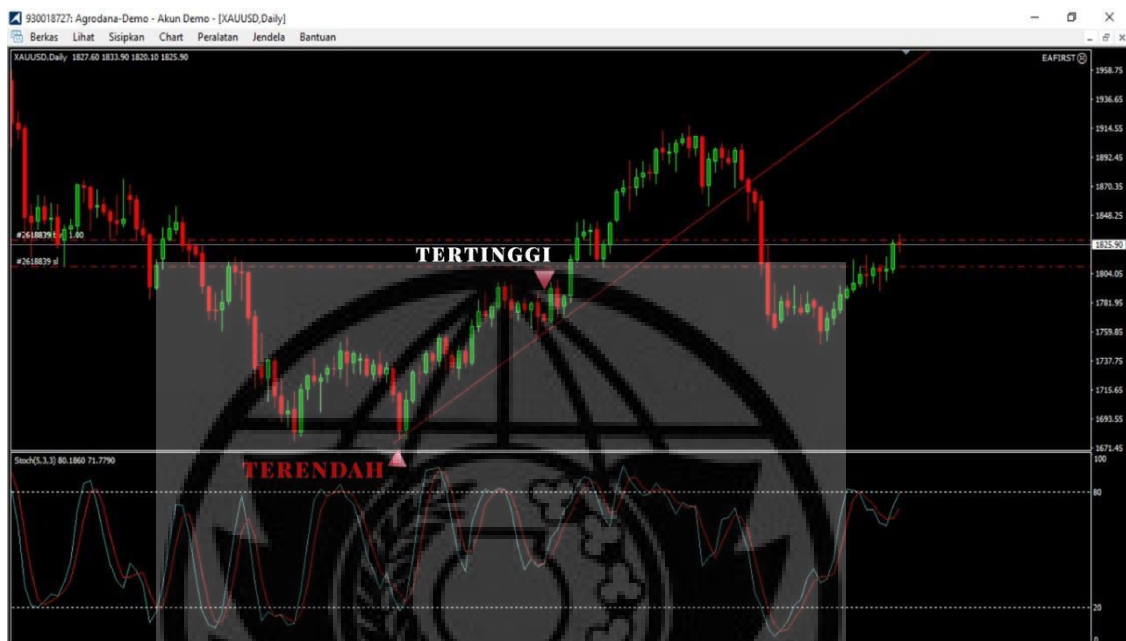 930018727: Agrodana-Demo - Akun Demo - [XAUUSD,Daily]
Berkas Lihat Sisipkan Chart Peralatan Jendela Bantuan
XAUUSD,Daily 1827.60 1833.90 1820.10 1825.90
EAFIRST
1958.75
1936.65
1914.55
1892.45
1870.35
1848.25
#2618839 1.00
1825.90
TERTINGGI
#2618839 sl
1804.05
1781.95
1759.85
1737.75
1715.65
1693.55
1671.45
TERENDAH
Stoch(5,3,3) 80.1860 71.7790
100
80
20
0